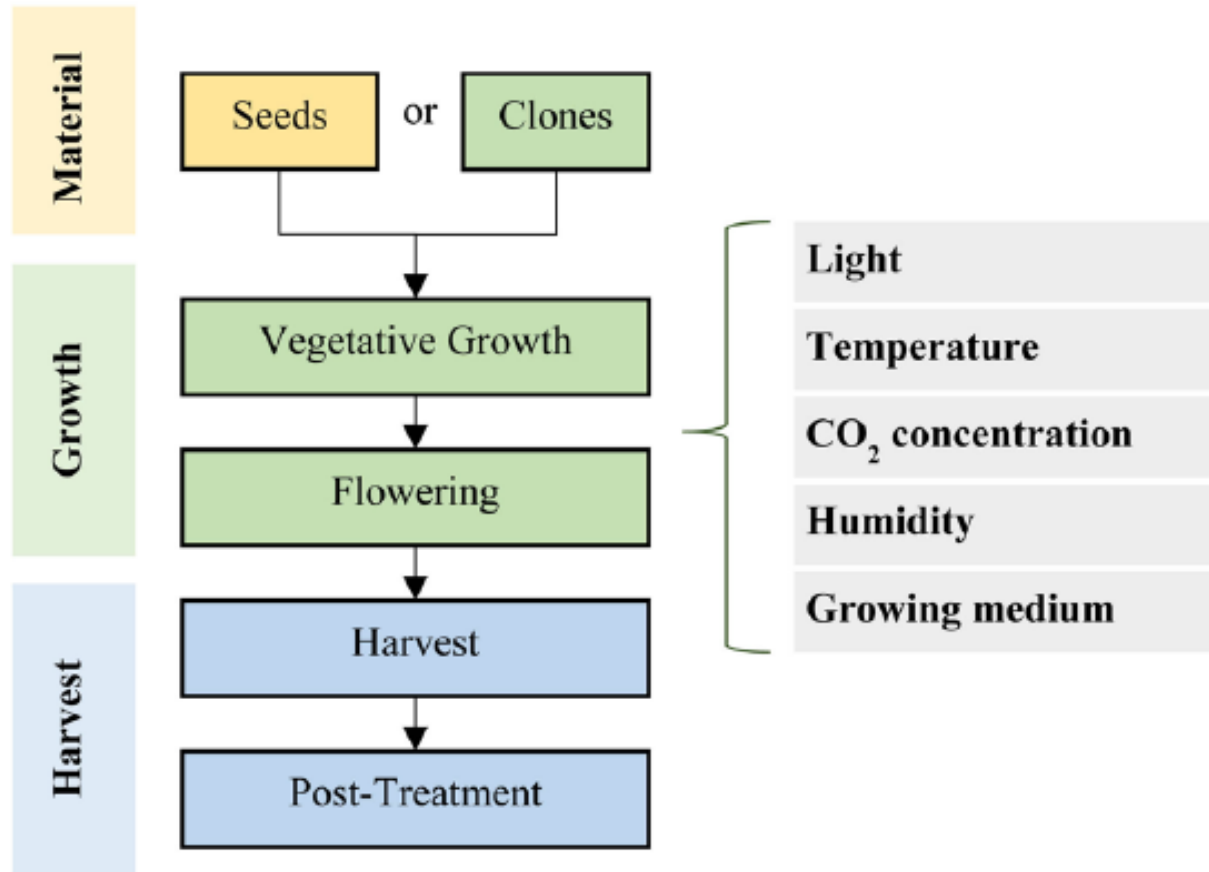 Material
Seeds
or
Clones
Growth
Vegetative Growth
Flowering
Light
Temperature
CO₂ concentration
Humidity
Growing medium
Harvest
Harvest
Post-Treatment